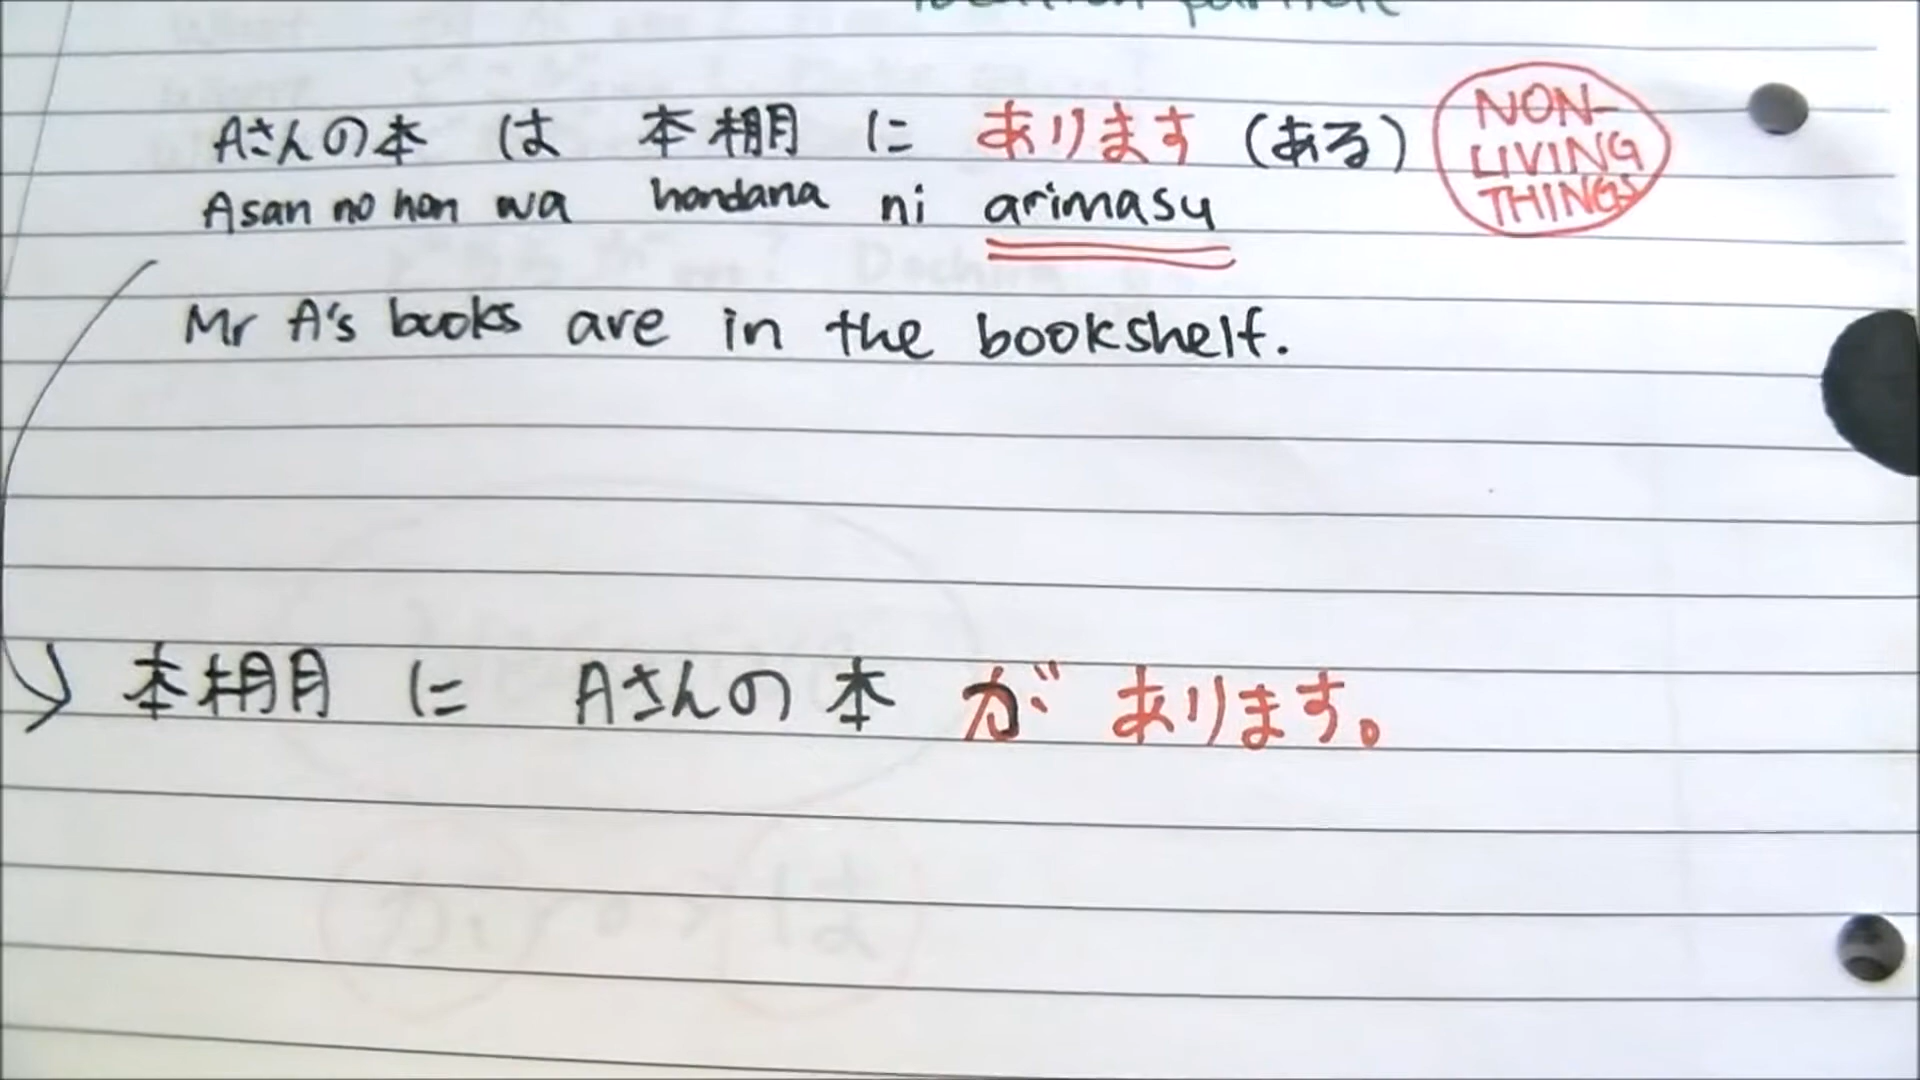 location particle
Aさんの本 は 本棚 に あります (ある)
NON-
LIVING
THINGS
Asan no hon wa hondana ni arimasu
Mr A's books are in the bookshelf.
本棚 に Aさんの 本 が あります。